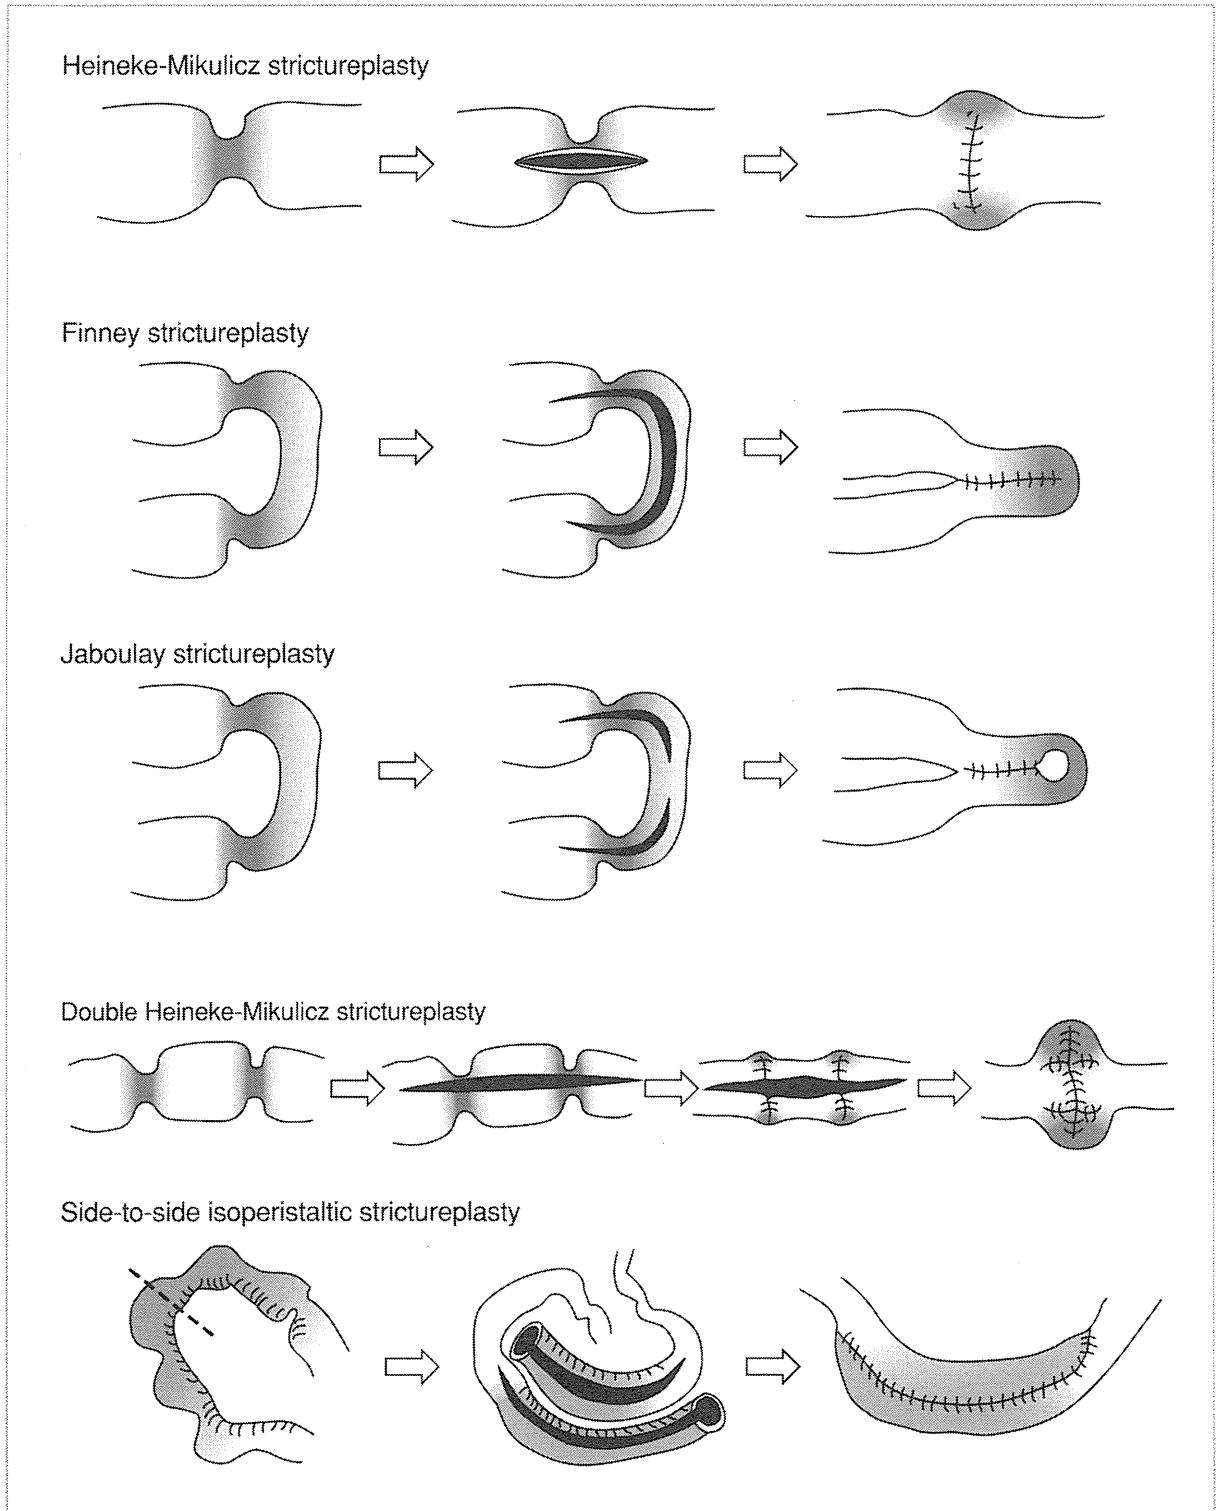 Heineke-Mikulicz strictureplasty
Finney strictureplasty
Jaboulay strictureplasty
Double Heineke-Mikulicz strictureplasty
Side-to-side isoperistaltic strictureplasty